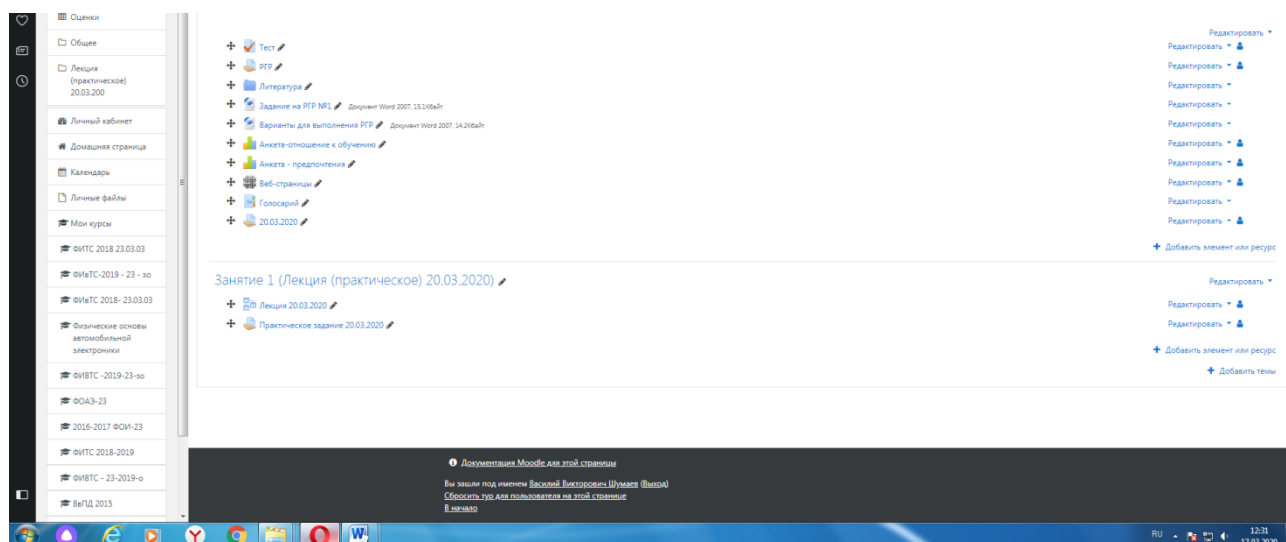 Оценки
Общее
Лекция
(практическое)
20.03.200
Личный кабинет
Домашняя страница
Календарь
Личные файлы
Мои курсы
ФИТС 2018 23.03.03
ФИвТС-2019 - 23 - зо
ФИвТС 2018- 23.03.03
Физические основы
автомобильной
электроники
ФИВТС -2019-23-зо
ФОАЭ-23
2016-2017 ФОИ-23
ФИТС 2018-2019
ФИВТС - 23-2019-о
ВвПД 2015
Редактировать
Тест Редактировать
РГР Редактировать
Литература Редактировать
Задание на РГР №1 Документ Word 2007, 15.1Кбайт Редактировать
Варианты для выполнения РГР Документ Word 2007, 14.2Кбайт Редактировать
Анкета-отношение к обучению Редактировать
Анкета - предпочтения Редактировать
Веб-страницы Редактировать
Голосарий Редактировать
20.03.2020 Редактировать
Добавить элемент или ресурс
Занятие 1 (Лекция (практическое) 20.03.2020) Редактировать
Лекция 20.03.2020 Редактировать
Практическое задание 20.03.2020 Редактировать
Добавить элемент или ресурс
Добавить темы
Документация Moodle для этой страницы
Вы зашли под именем Василий Викторович Шумаев (Выход)
Сбросить тур для пользователя на этой странице
В начало
RU 12:31
17.03.2020